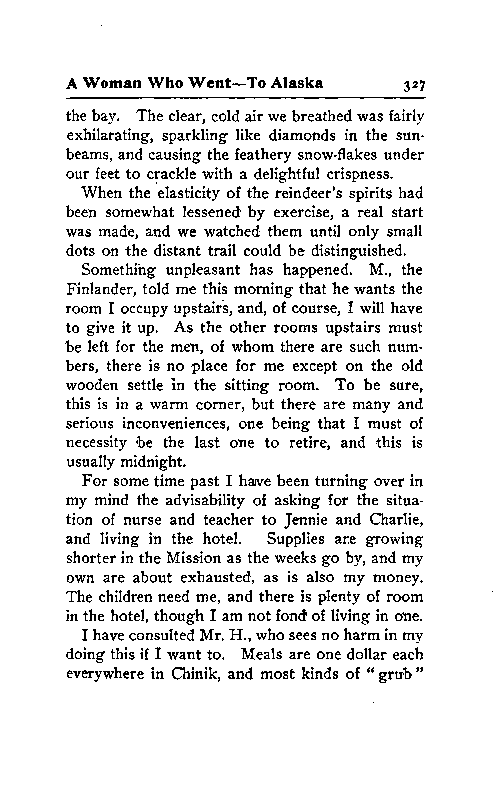 A Woman Who Went—To Alaska 327
the bay. The clear, cold air we breathed was fairly
exhilarating, sparkling like diamonds in the sun-
beams, and causing the feathery snow-flakes under
our feet to crackle with a delightful crispness.
When the elasticity of the reindeer's spirits had
been somewhat lessened by exercise, a real start
was made, and we watched them until only small
dots on the distant trail could be distinguished.
Something unpleasant has happened. M., the
Finlander, told me this morning that he wants the
room I occupy upstairs, and, of course, I will have
to give it up. As the other rooms upstairs must
be left for the men, of whom there are such num-
bers, there is no place for me except on the old
wooden settle in the sitting room. To be sure,
this is in a warm corner, but there are many and
serious inconveniences, one being that I must of
necessity be the last one to retire, and this is
usually midnight.
For some time past I have been turning over in
my mind the advisability of asking for the situa-
tion of nurse and teacher to Jennie and Charlie,
and living in the hotel. Supplies are growing
shorter in the Mission as the weeks go by, and my
own are about exhausted, as is also my money.
The children need me, and there is plenty of room
in the hotel, though I am not fond of living in one.
I have consulted Mr. H., who sees no harm in my
doing this if I want to. Meals are one dollar each
everywhere in Chinik, and most kinds of "grub"